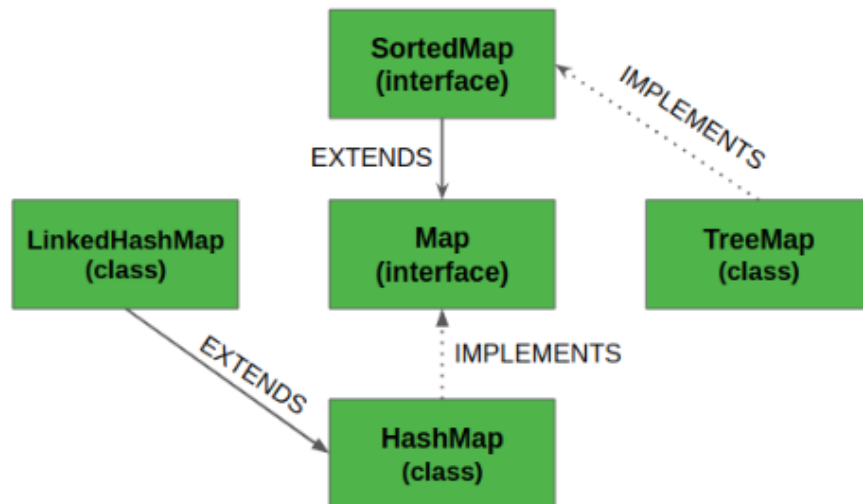 SortedMap
(interface)
IMPLEMENTS
EXTENDS
LinkedHashMap
(class)
Map
(interface)
TreeMap
(class)
EXTENDS
IMPLEMENTS
HashMap
(class)